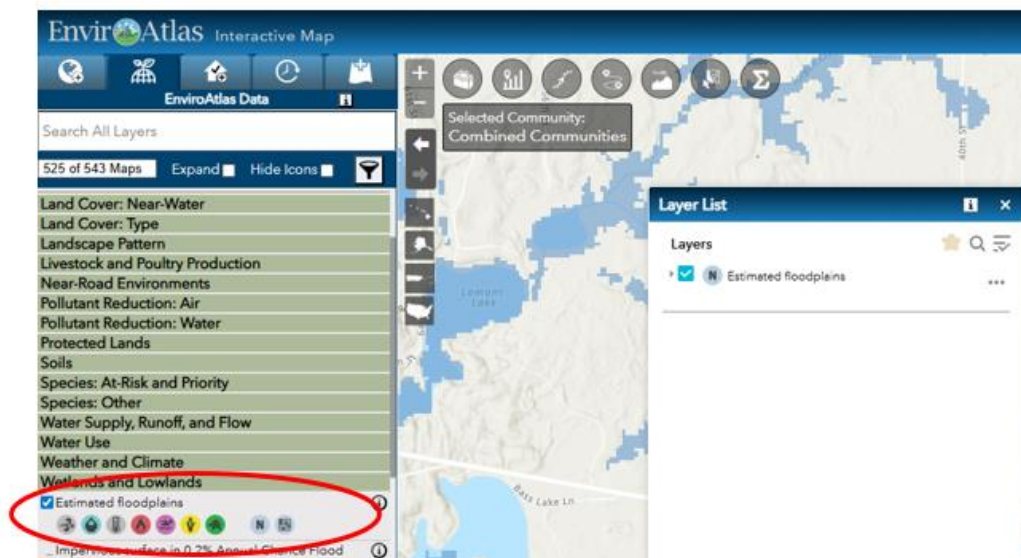 EnviroAtlas Interactive Map
EnviroAtlas Data
Search All Layers
525 of 543 Maps Expand Hide Icons
Land Cover: Near-Water
Land Cover: Type
Landscape Pattern
Livestock and Poultry Production
Near-Road Environments
Pollutant Reduction: Air
Pollutant Reduction: Water
Protected Lands
Soils
Species: At-Risk and Priority
Species: Other
Water Supply, Runoff, and Flow
Water Use
Weather and Climate
Wetlands and Lowlands
Estimated floodplains
N
Impervious surface in 0.2% Annual Chance Flood
Selected Community:
Combined Communities
40th St
Lake
Bass Lake Ln
Layer List
Layers
N Estimated floodplains